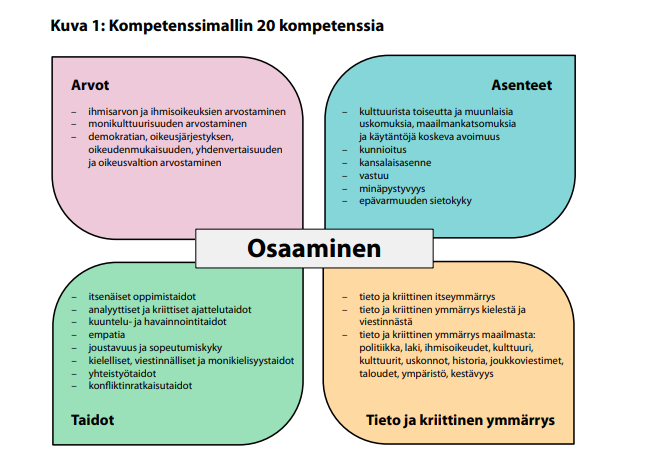 Kuva 1: Kompetenssimallin 20 kompetenssia
Arvot
– ihmisarvon ja ihmisoikeuksien arvostaminen
– monikulttuurisuuden arvostaminen
– demokratian, oikeusjärjestyksen,
oikeudenmukaisuuden, yhdenvertaisuuden
ja oikeusvaltion arvostaminen
Asenteet
– kulttuurista toiseutta ja muunlaisia
uskomuksia, maailmankatsomuksia
ja käytäntöjä koskeva avoimuus
– kunnioitus
– kansalaisasenne
– vastuu
– minäpystyvyys
– epävarmuuden sietokyky
Osaaminen
– itsenäiset oppimistaidot
– analyyttiset ja kriittiset ajattelutaidot
– kuuntelu- ja havainnointitaidot
– empatia
– joustavuus ja sopeutumiskyky
– kielelliset, viestinnälliset ja monikielisyystaidot
– yhteistyötaidot
– konfliktinratkaisutaidot
Taidot
– tieto ja kriittinen itseymmärrys
– tieto ja kriittinen ymmärrys kielestä ja
viestinnästä
– tieto ja kriittinen ymmärrys maailmasta:
politiikka, laki, ihmisoikeudet, kulttuuri,
kulttuurit, uskonnot, historia, joukkoviestimet,
taloudet, ympäristö, kestävyys
Tieto ja kriittinen ymmärrys